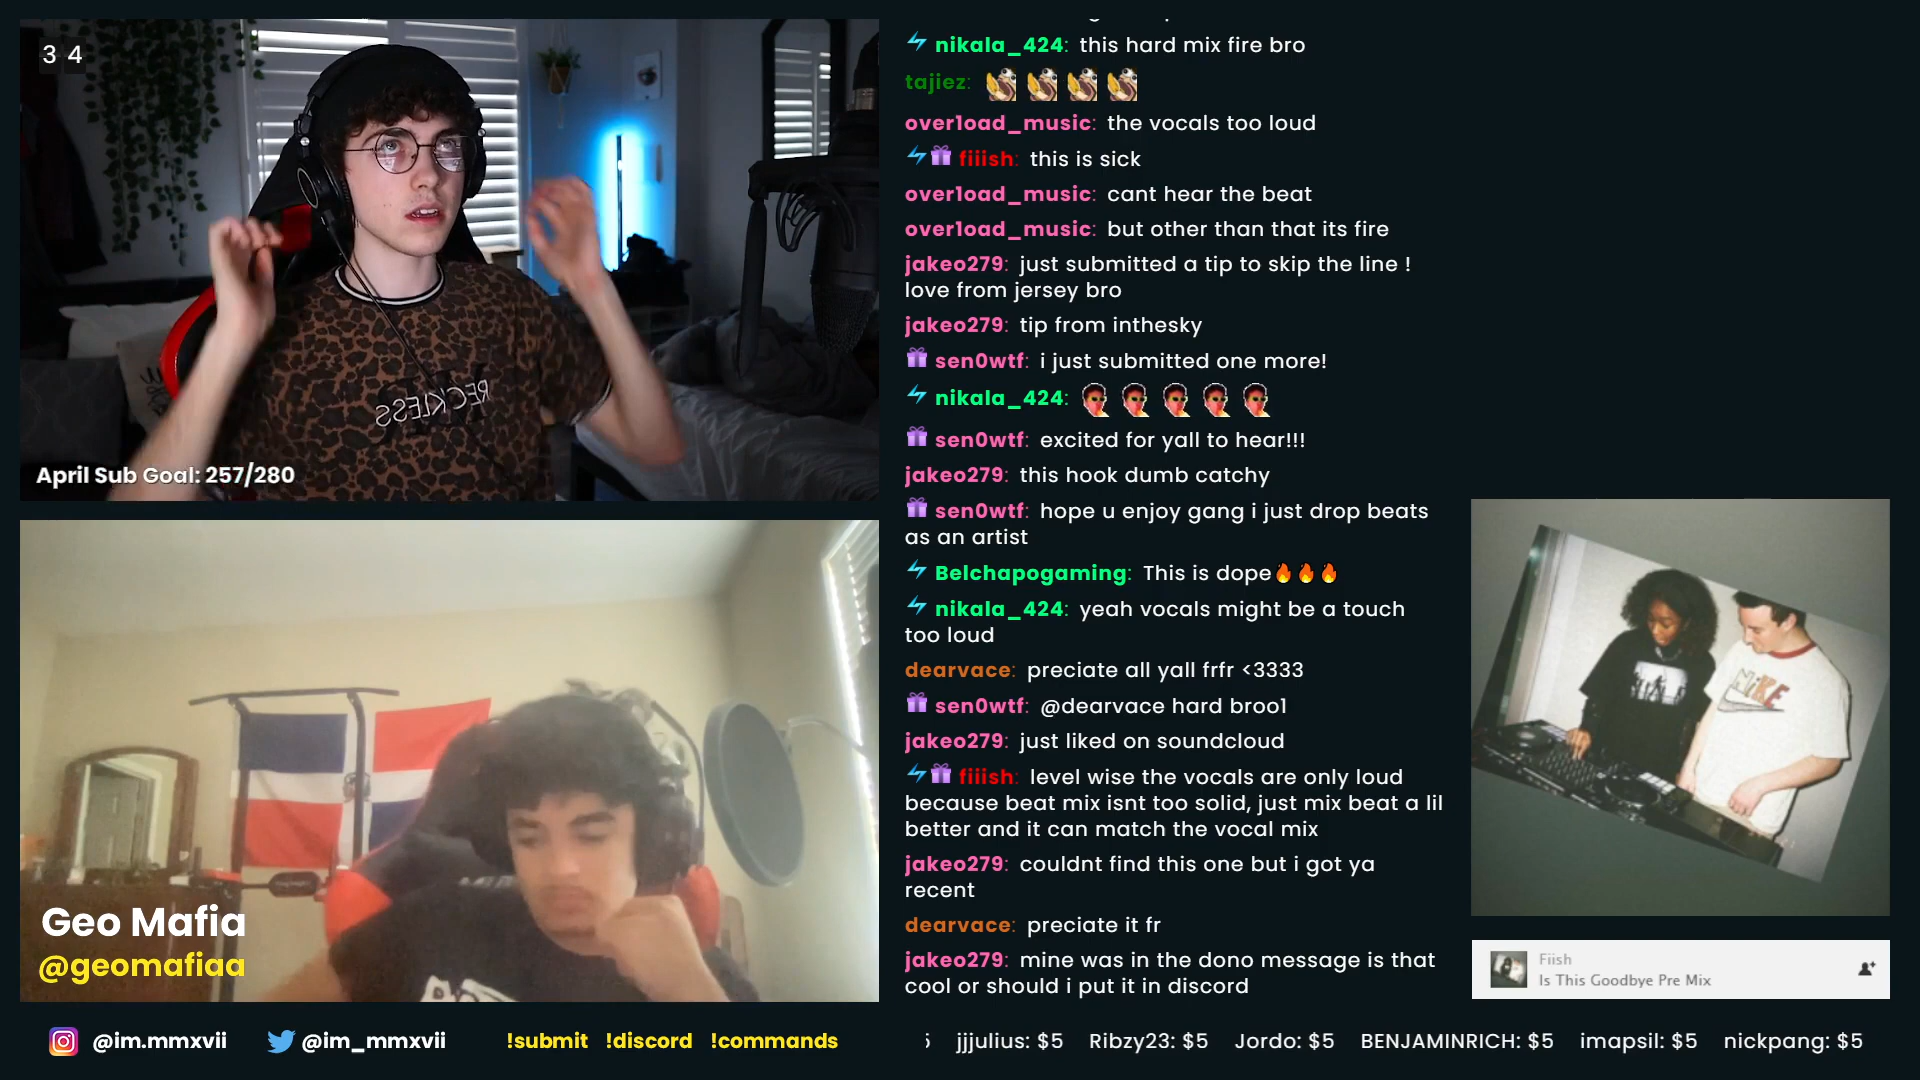 3 4
RECKLESS
April Sub Goal: 257/280
Geo Mafia
@geomafiaa
nikala_424: this hard mix fire bro
tajiez:
over1oad_music: the vocals too loud
fiiish: this is sick
over1oad_music: cant hear the beat
over1oad_music: but other than that its fire
jakeo279: just submitted a tip to skip the line !
love from jersey bro
jakeo279: tip from inthesky
sen0wtf: i just submitted one more!
nikala_424:
sen0wtf: excited for yall to hear!!!
jakeo279: this hook dumb catchy
sen0wtf: hope u enjoy gang i just drop beats
as an artist
Belchapogaming: This is dope🔥🔥🔥
nikala_424: yeah vocals might be a touch
too loud
dearvace: preciate all yall frfr <3333
sen0wtf: @dearvace hard broo1
jakeo279: just liked on soundcloud
fiiish: level wise the vocals are only loud
because beat mix isnt too solid, just mix beat a lil
better and it can match the vocal mix
jakeo279: couldnt find this one but i got ya
recent
dearvace: preciate it fr
jakeo279: mine was in the dono message is that
cool or should i put it in discord
NIKE
Fiish
Is This Goodbye Pre Mix
@im.mmxvii @im_mmxvii !submit !discord !commands
jjjulius: $5 Ribzy23: $5 Jordo: $5 BENJAMINRICH: $5 imapsil: $5 nickpang: $5